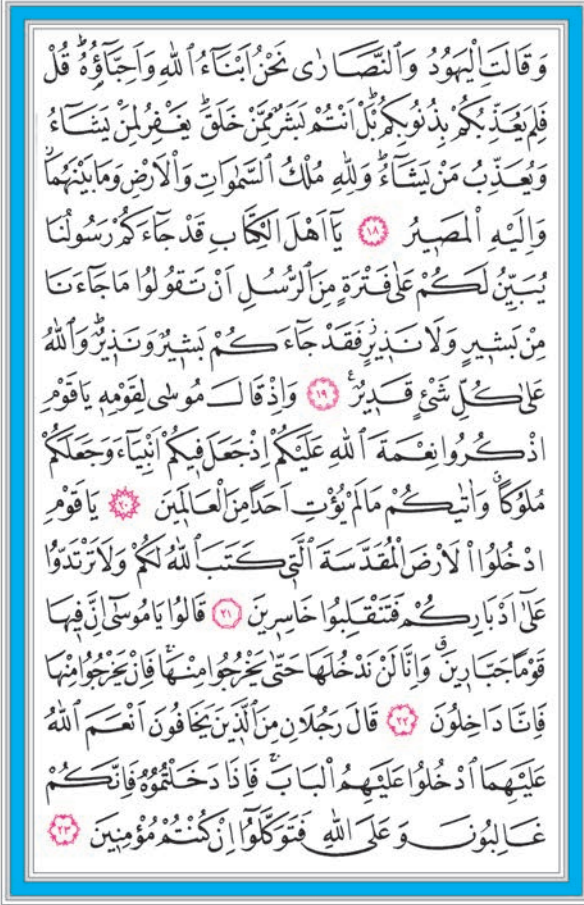 وَقَالَتِ الْيَهُودُ وَالنَّصَارٰى نَحْنُ اَبْنَاءُ اللّٰهِ وَاَحِبَّاؤُهُۜ قُلْ
فَلِمَ يُعَذِّبُكُمْ بِذُنُوبِكُمْۜ بَلْ اَنْتُمْ بَشَرٌ مِمَّنْ خَلَقَۜ يَغْفِرُ لِمَنْ يَشَٓاءُ
وَيُعَذِّبُ مَنْ يَشَٓاءُۜ وَلِلّٰهِ مُلْكُ السَّمٰوَاتِ وَالْاَرْضِ وَمَا بَيْنَهُمَاۘ
وَاِلَيْهِ الْمَصٖيرُ ﴿١٨﴾ يَٓا اَهْلَ الْكِتَابِ قَدْ جَٓاءَكُمْ رَسُولُنَا
يُبَيِّنُ لَكُمْ عَلٰى فَتْرَةٍ مِنَ الرُّسُلِ اَنْ تَقُولُوا مَا جَٓاءَنَا
مِنْ بَشٖيرٍ وَلَا نَذٖيرٍۘ فَقَدْ جَٓاءَكُمْ بَشٖيرٌ وَنَذٖيرٌۜ وَاللّٰهُ
عَلٰى كُلِّ شَيْءٍ قَدٖيرٌ ﴿١٩﴾ وَاِذْ قَالَ مُوسٰى لِقَوْمِهٖ يَا قَوْمِ
اذْكُرُوا نِعْمَةَ اللّٰهِ عَلَيْكُمْ اِذْ جَعَلَ فٖيكُمْ اَنْبِيَٓاءَ وَجَعَلَكُمْ
مُلُوكًاۗ وَاٰتٰيكُمْ مَا لَمْ يُؤْتِ اَحَدًا مِنَ الْعَالَمٖينَ ﴿٢٠﴾ يَا قَوْمِ
ادْخُلُوا الْاَرْضَ الْمُقَدَّسَةَ الَّتٖي كَتَبَ اللّٰهُ لَكُمْ وَلَا تَرْتَدُّوا
عَلٰٓى اَدْبَارِكُمْ فَتَنْقَلِبُوا خَاسِرٖينَ ﴿٢١﴾ قَالُوا يَا مُوسٰٓى اِنَّ فٖيهَا
قَوْمًا جَبَّارٖينَۗ وَاِنَّا لَنْ نَدْخُلَهَا حَتّٰى يَخْرُجُوا مِنْهَاۚ فَاِنْ يَخْرُجُوا مِنْهَا
فَاِنَّا دَاخِلُونَ ﴿٢٢﴾ قَالَ رَجُلَانِ مِنَ الَّذٖينَ يَخَافُونَ اَنْعَمَ اللّٰهُ
عَلَيْهِمَا ادْخُلُوا عَلَيْهِمُ الْبَابَۚ فَاِذَا دَخَلْتُمُوهُ فَاِنَّكُمْ
غَالِبُونَ وَعَلَى اللّٰهِ فَتَوَكَّلُٓوا اِنْ كُنْتُمْ مُؤْمِنٖينَ ﴿٢٣﴾